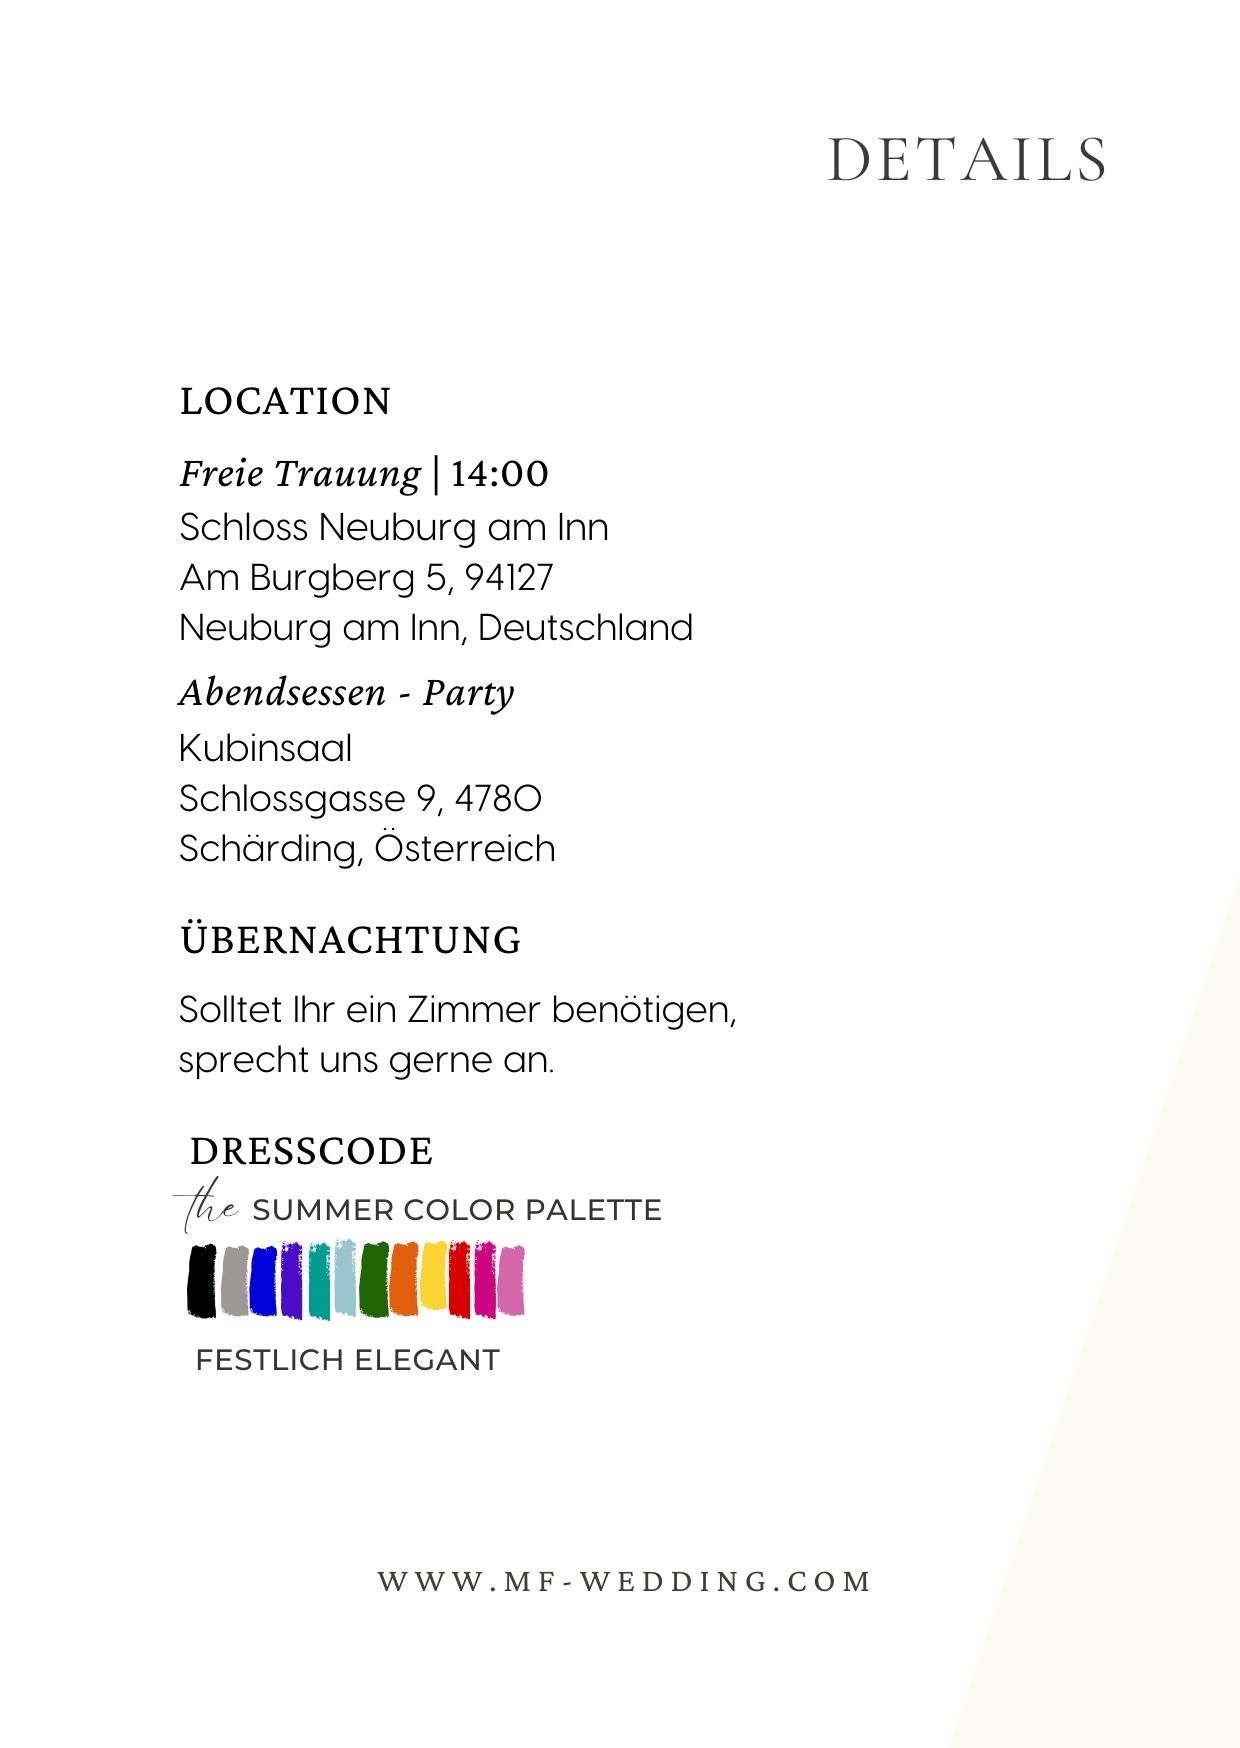 DETAILS
LOCATION
Freie Trauung | 14:00
Schloss Neuburg am Inn
Am Burgberg 5, 94127
Neuburg am Inn, Deutschland
Abendsessen - Party
Kubinsaal
Schlossgasse 9, 4780
Schärding, Österreich
ÜBERNACHTUNG
Solltet Ihr ein Zimmer benötigen,
sprecht uns gerne an.
DRESSCODE
the SUMMER COLOR PALETTE
FESTLICH ELEGANT
WWW.MF-WEDDING.COM